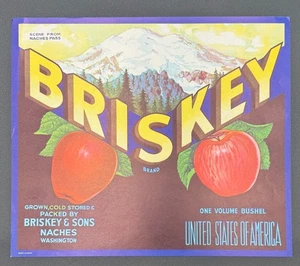 SCENE FROM
NACHES PASS
BRISKEY
BRAND
GROWN, COLD STORED &
PACKED BY
BRISKEY & SONS
NACHES
WASHINGTON
ONE VOLUME BUSHEL
UNITED STATES OF AMERICA